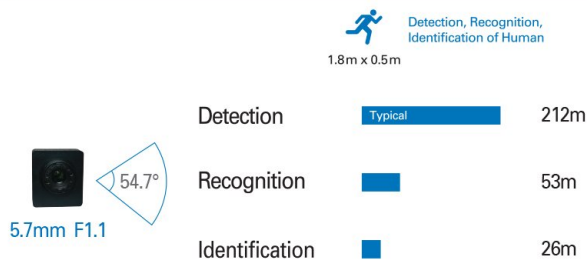 Detection, Recognition,
Identification of Human
1.8m x 0.5m
Detection
Typical
212m
54.7°
Recognition
53m
5.7mm F1.1
Identification
26m